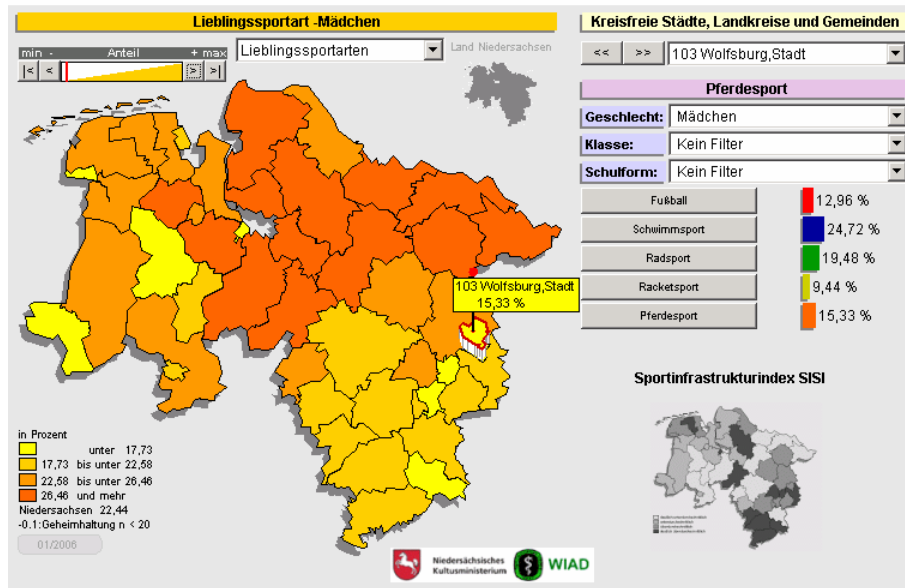 Lieblingssportart -Mädchen
min - Anteil + max
|< < > >|
Lieblingssportarten
Land Niedersachsen
103 Wolfsburg,Stadt
15,33 %
in Prozent
unter 17,73
17,73 bis unter 22,58
22,58 bis unter 26,46
26,46 und mehr
Niedersachsen 22,44
-0.1:Geheimhaltung n < 20
01/2006
Kreisfreie Städte, Landkreise und Gemeinden
<< >> 103 Wolfsburg,Stadt
Pferdesport
Geschlecht: Mädchen
Klasse: Kein Filter
Schulform: Kein Filter
Fußball 12,96 %
Schwimmsport 24,72 %
Radsport 19,48 %
Racketsport 9,44 %
Pferdesport 15,33 %
Sportinfrastrukturindex SISI
Niedersächsisches
Kultusministerium
WIAD